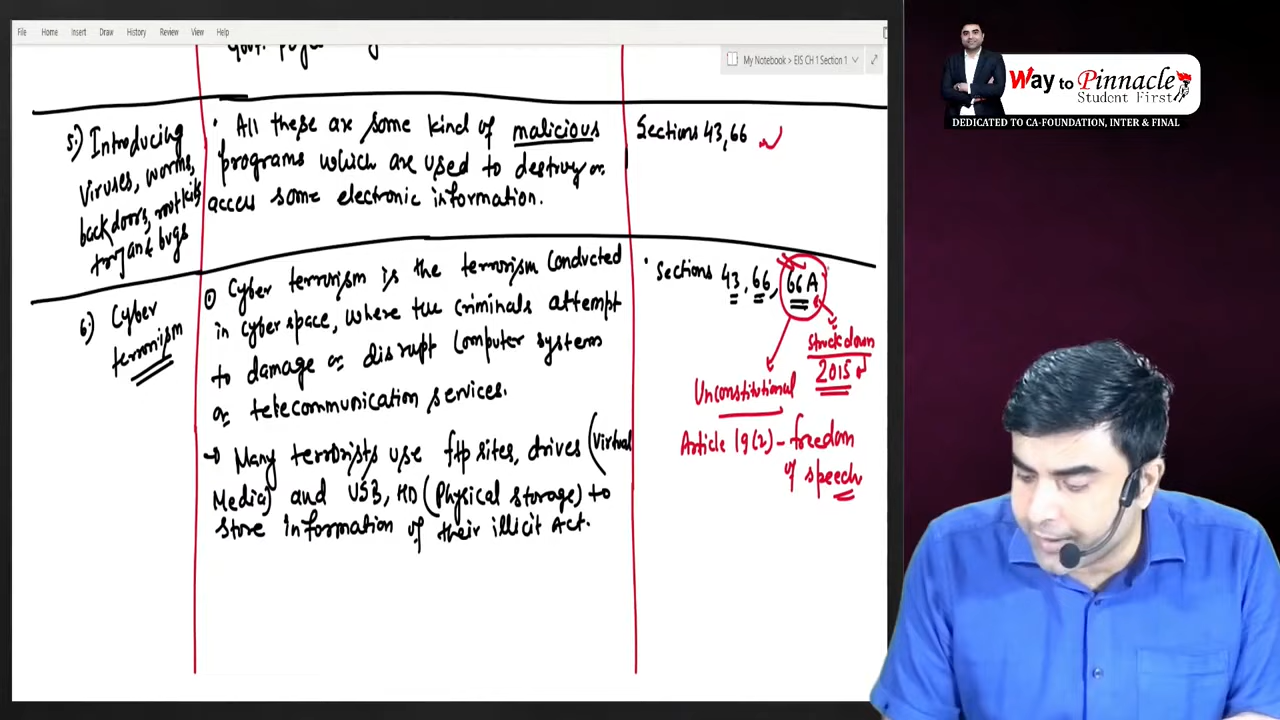 File Home Insert Draw History Review View Help
My Notebook > EIS CH 1 Section 1
Way to Pinnacle
Student First
DEDICATED TO CA-FOUNDATION, INTER & FINAL
5.) Introducing
Viruses, worms,
backdoors, rootkits
trojan & bugs
• All these are some kind of malicious
programs which are used to destroy or
access some electronic information.
Sections 43,66
6.) Cyber
terrorism
Cyber terrorism is the terrorism Conducted
in cyber space, where the criminals attempt
to damage or disrupt Computer systems
or telecommunication services.
→ Many terrorists use ftp sites, drives (Virtual
Media) and USB, HD (Physical storage) to
store information of their illicit Act.
• Sections 43, 66, 66A
Struck down
2015
Unconstitutional
Article 19(2) - freedom
of speech